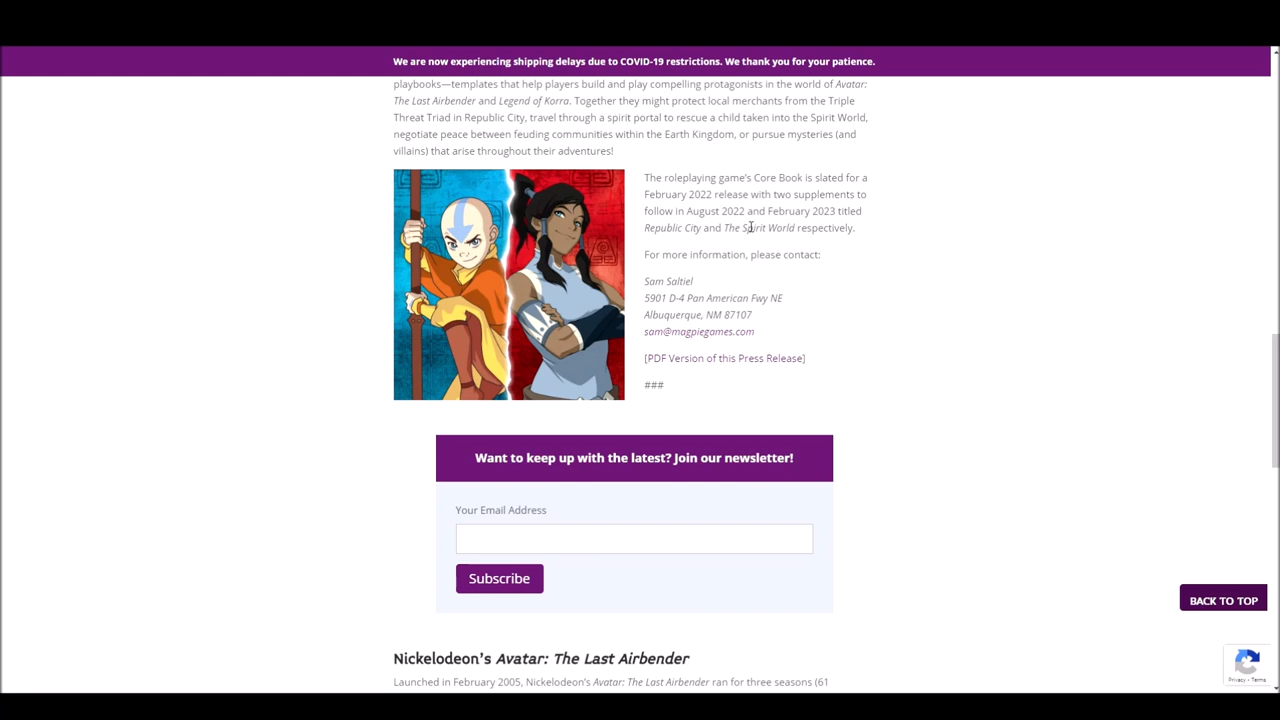 We are now experiencing shipping delays due to COVID-19 restrictions. We thank you for your patience.
playbooks—templates that help players build and play compelling protagonists in the world of Avatar:
The Last Airbender and Legend of Korra. Together they might protect local merchants from the Triple
Threat Triad in Republic City, travel through a spirit portal to rescue a child taken into the Spirit World,
negotiate peace between feuding communities within the Earth Kingdom, or pursue mysteries (and
villains) that arise throughout their adventures!
The roleplaying game's Core Book is slated for a
February 2022 release with two supplements to
follow in August 2022 and February 2023 titled
Republic City and The Spirit World respectively.
For more information, please contact:
Sam Saltiel
5901 D-4 Pan American Fwy NE
Albuquerque, NM 87107
sam@magpiegames.com
[PDF Version of this Press Release]
###
Want to keep up with the latest? Join our newsletter!
Your Email Address
Subscribe
BACK TO TOP
Privacy - Terms
Nickelodeon's Avatar: The Last Airbender
Launched in February 2005, Nickelodeon's Avatar: The Last Airbender ran for three seasons (61